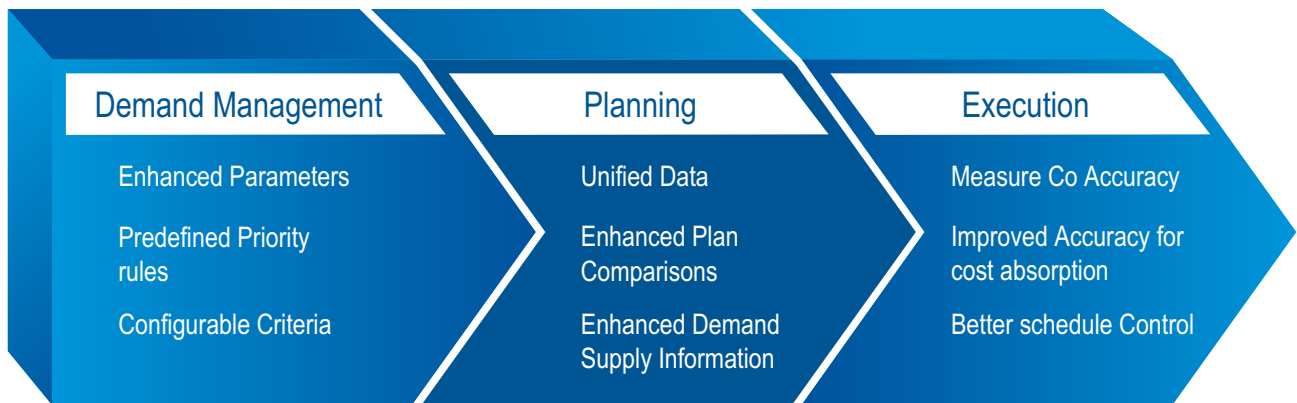 Demand Management
Enhanced Parameters
Predefined Priority
rules
Configurable Criteria
Planning
Unified Data
Enhanced Plan
Comparisons
Enhanced Demand
Supply Information
Execution
Measure Co Accuracy
Improved Accuracy for
cost absorption
Better schedule Control